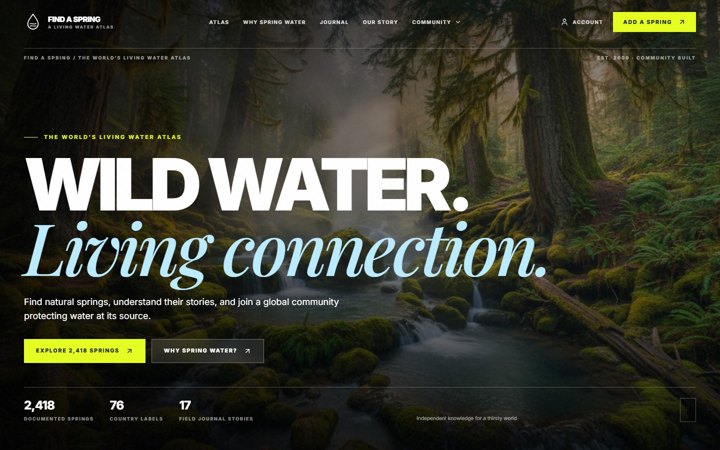 FIND A SPRING
A LIVING WATER ATLAS
ATLAS
WHY SPRING WATER
JOURNAL
OUR STORY
COMMUNITY
ACCOUNT
ADD A SPRING
FIND A SPRING / THE WORLD'S LIVING WATER ATLAS
EST. 2009 · COMMUNITY BUILT
THE WORLD'S LIVING WATER ATLAS
WILD WATER.
Living connection.
Find natural springs, understand their stories, and join a global community
protecting water at its source.
EXPLORE 2,418 SPRINGS
WHY SPRING WATER?
2,418
DOCUMENTED SPRINGS
76
COUNTRY LABELS
17
FIELD JOURNAL STORIES
Independent knowledge for a thirsty world.